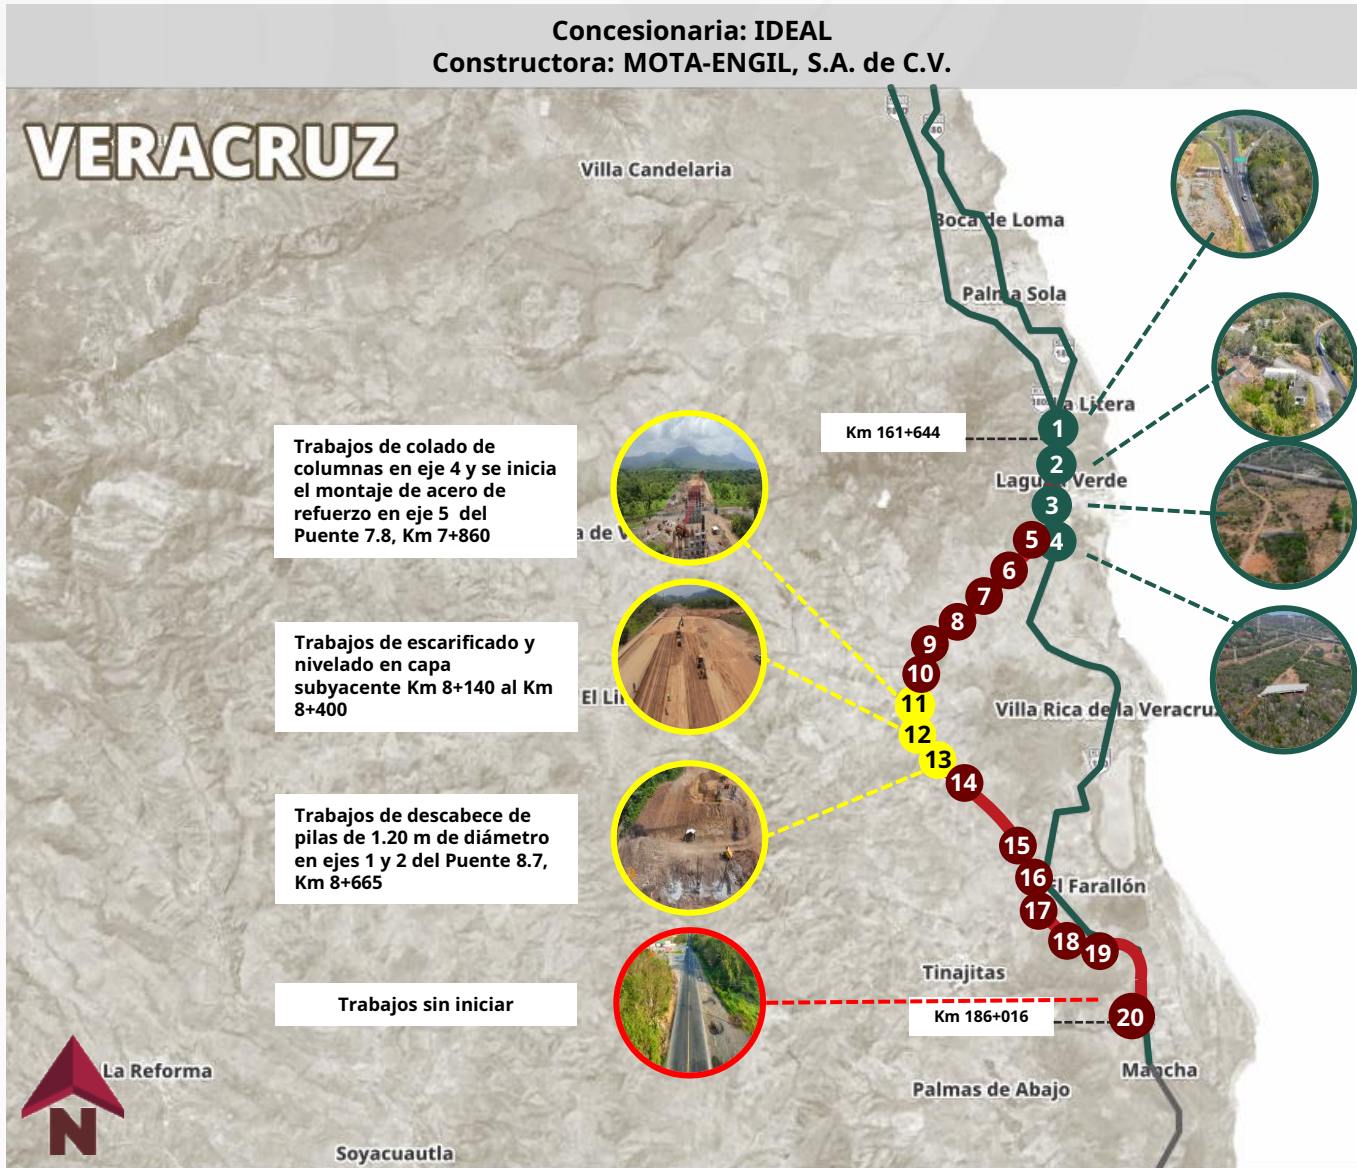 Concesionaria: IDEAL
Constructora: MOTA-ENGIL, S.A. de C.V.
VERACRUZ
Villa Candelaria
Boca de Loma
Palma Sola
La Litera
Km 161+644
1
2
Laguna Verde
3
4
5
6
7
8
9
10
11
12
13
14
15
16
17
18
19
20
Trabajos de colado de
columnas en eje 4 y se inicia
el montaje de acero de
refuerzo en eje 5 del
Puente 7.8, Km 7+860
a de V
Trabajos de escarificado y
nivelado en capa
subyacente Km 8+140 al Km
8+400
El Li
Villa Rica de la Veracruz
Trabajos de descabece de
pilas de 1.20 m de diámetro
en ejes 1 y 2 del Puente 8.7,
Km 8+665
El Farallón
Tinajitas
Trabajos sin iniciar
Km 186+016
La Reforma
Mancha
Palmas de Abajo
N
Soyacuautla